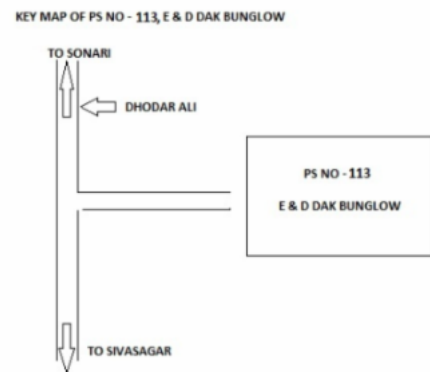 KEY MAP OF PS NO - 113, E & D DAK BUNGLOW
TO SONARI
DHODAR ALI
PS NO - 113
E & D DAK BUNGLOW
TO SIVASAGAR